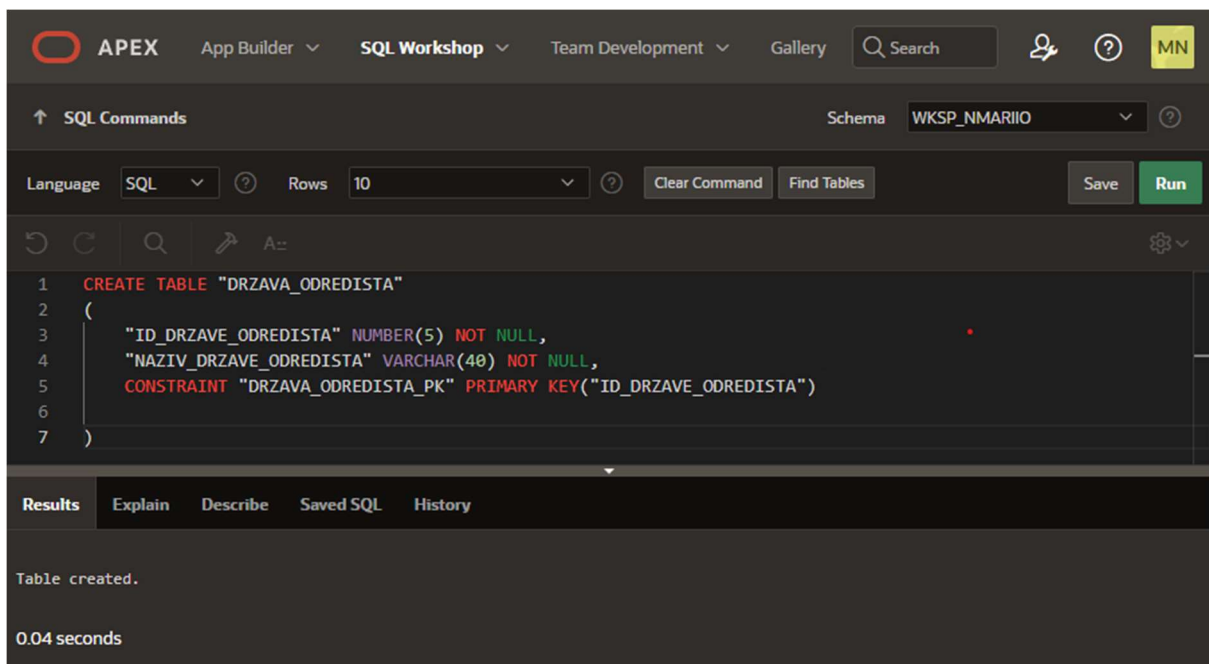 APEX App Builder SQL Workshop Team Development Gallery Search MN
SQL Commands Schema WKSP_NMARIIO
Language SQL Rows 10 Clear Command Find Tables Save Run
A
1 CREATE TABLE "DRZAVA_ODREDISTA"
2 (
3 "ID_DRZAVE_ODREDISTA" NUMBER(5) NOT NULL,
4 "NAZIV_DRZAVE_ODREDISTA" VARCHAR(40) NOT NULL,
5 CONSTRAINT "DRZAVA_ODREDISTA_PK" PRIMARY KEY("ID_DRZAVE_ODREDISTA")
6
7 )
Results Explain Describe Saved SQL History
Table created.
0.04 seconds